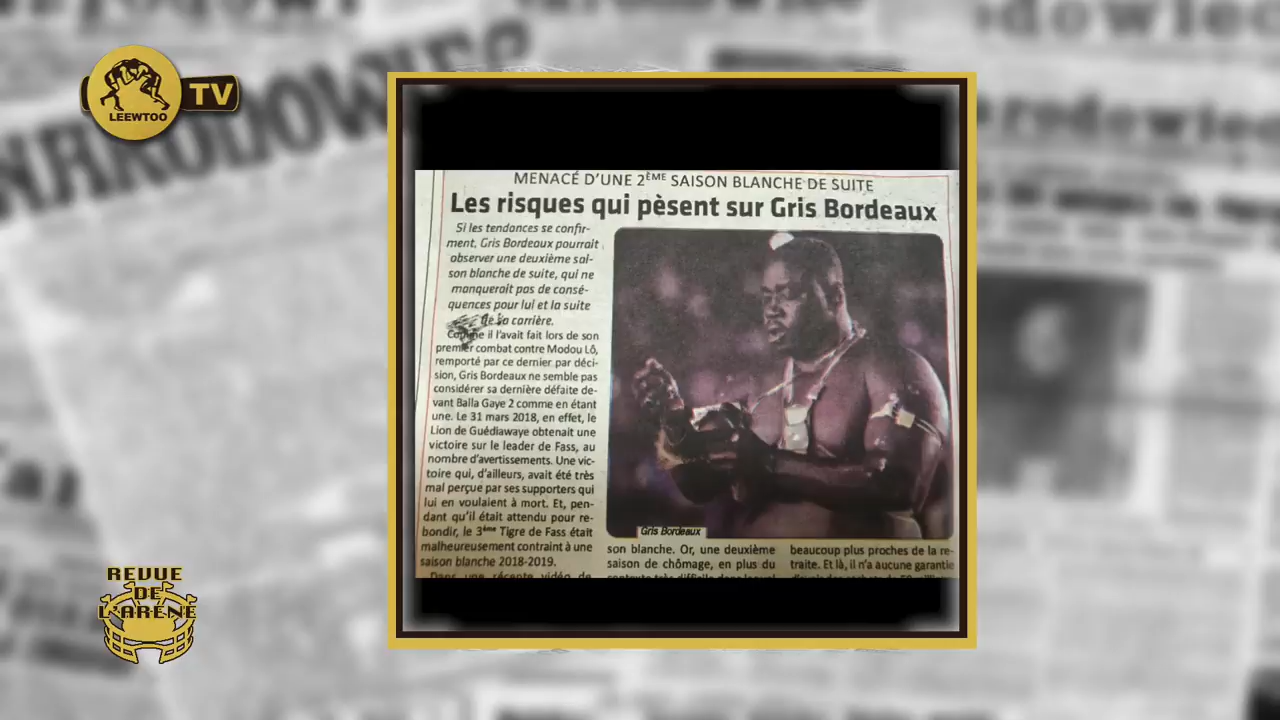 NARODOWIEC
LEEWTOO
TV
MENACÉ D'UNE 2ÈME SAISON BLANCHE DE SUITE
Les risques qui pèsent sur Gris Bordeaux
Si les tendances se confir-
ment, Gris Bordeaux pourrait
observer une deuxième sai-
son blanche de suite, qui ne
manquerait pas de consé-
quences pour lui et la suite
de sa carrière.
Comme il l'avait fait lors de son
premier combat contre Modou Lô,
remporté par ce dernier par déci-
sion, Gris Bordeaux ne semble pas
considérer sa dernière défaite de-
vant Balla Gaye 2 comme en étant
une. Le 31 mars 2018, en effet, le
Lion de Guédiawaye obtenait une
victoire sur le leader de Fass, au
nombre d'avertissements. Une vic-
toire qui, d'ailleurs, avait été très
mal perçue par ses supporters qui
lui en voulaient à mort. Et, pen-
dant qu'il était attendu pour re-
bondir, le 3ème Tigre de Fass était
malheureusement contraint à une
saison blanche 2018-2019.
Dans une récente vidéo de
Gris Bordeaux
son blanche. Or, une deuxième
saison de chômage, en plus du
beaucoup plus proches de la re-
traite. Et là, il n'a aucune garantie
REVUE
DE
L'ARÈNE